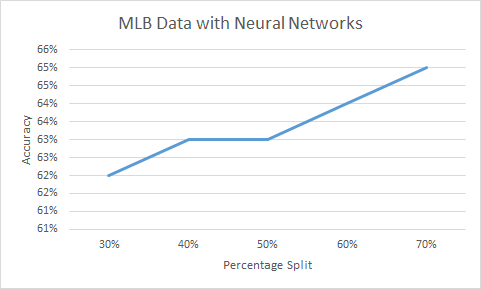 MLB Data with Neural Networks
66%
65%
65%
64%
64%
63%
63%
62%
62%
61%
61%
Accuracy
30% 40% 50% 60% 70%
Percentage Split